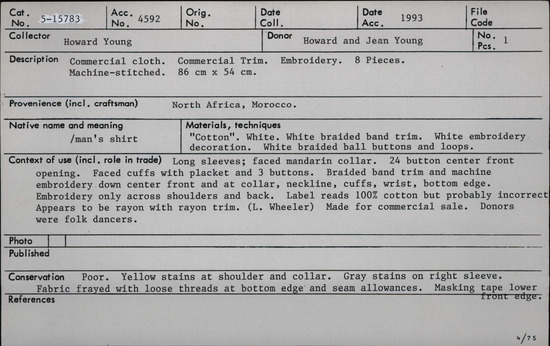 Cat. No. 5-15783 Acc. No. 4592 Orig. No. Date Coll. Date Acc. 1993 File Code
Collector Howard Young Donor Howard and Jean Young No. Pcs. 1
Description Commercial cloth. Commercial Trim. Embroidery. 8 Pieces.
Machine-stitched. 86 cm x 54 cm.
Provenience (incl. craftsman) North Africa, Morocco.
Native name and meaning
/man's shirt
Materials, techniques
"Cotton". White. White braided band trim. White embroidery
decoration. White braided ball buttons and loops.
Context of use (incl. role in trade) Long sleeves; faced mandarin collar. 24 button center front
opening. Faced cuffs with placket and 3 buttons. Braided band trim and machine
embroidery down center front and at collar, neckline, cuffs, wrist, bottom edge.
Embroidery only across shoulders and back. Label reads 100% cotton but probably incorrect
Appears to be rayon with rayon trim. (L. Wheeler) Made for commercial sale. Donors
were folk dancers.
Photo
Published
Conservation Poor. Yellow stains at shoulder and collar. Gray stains on right sleeve.
Fabric frayed with loose threads at bottom edge and seam allowances. Masking tape lower
front edge.
References
4/75